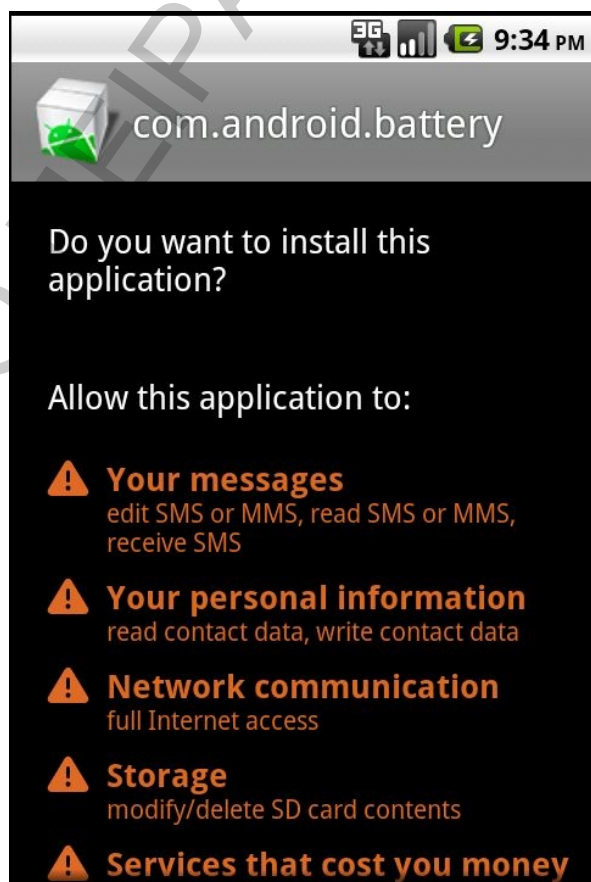 3G 9:34 PM
com.android.battery
Do you want to install this
application?
Allow this application to:
Your messages
edit SMS or MMS, read SMS or MMS,
receive SMS
Your personal information
read contact data, write contact data
Network communication
full Internet access
Storage
modify/delete SD card contents
Services that cost you money